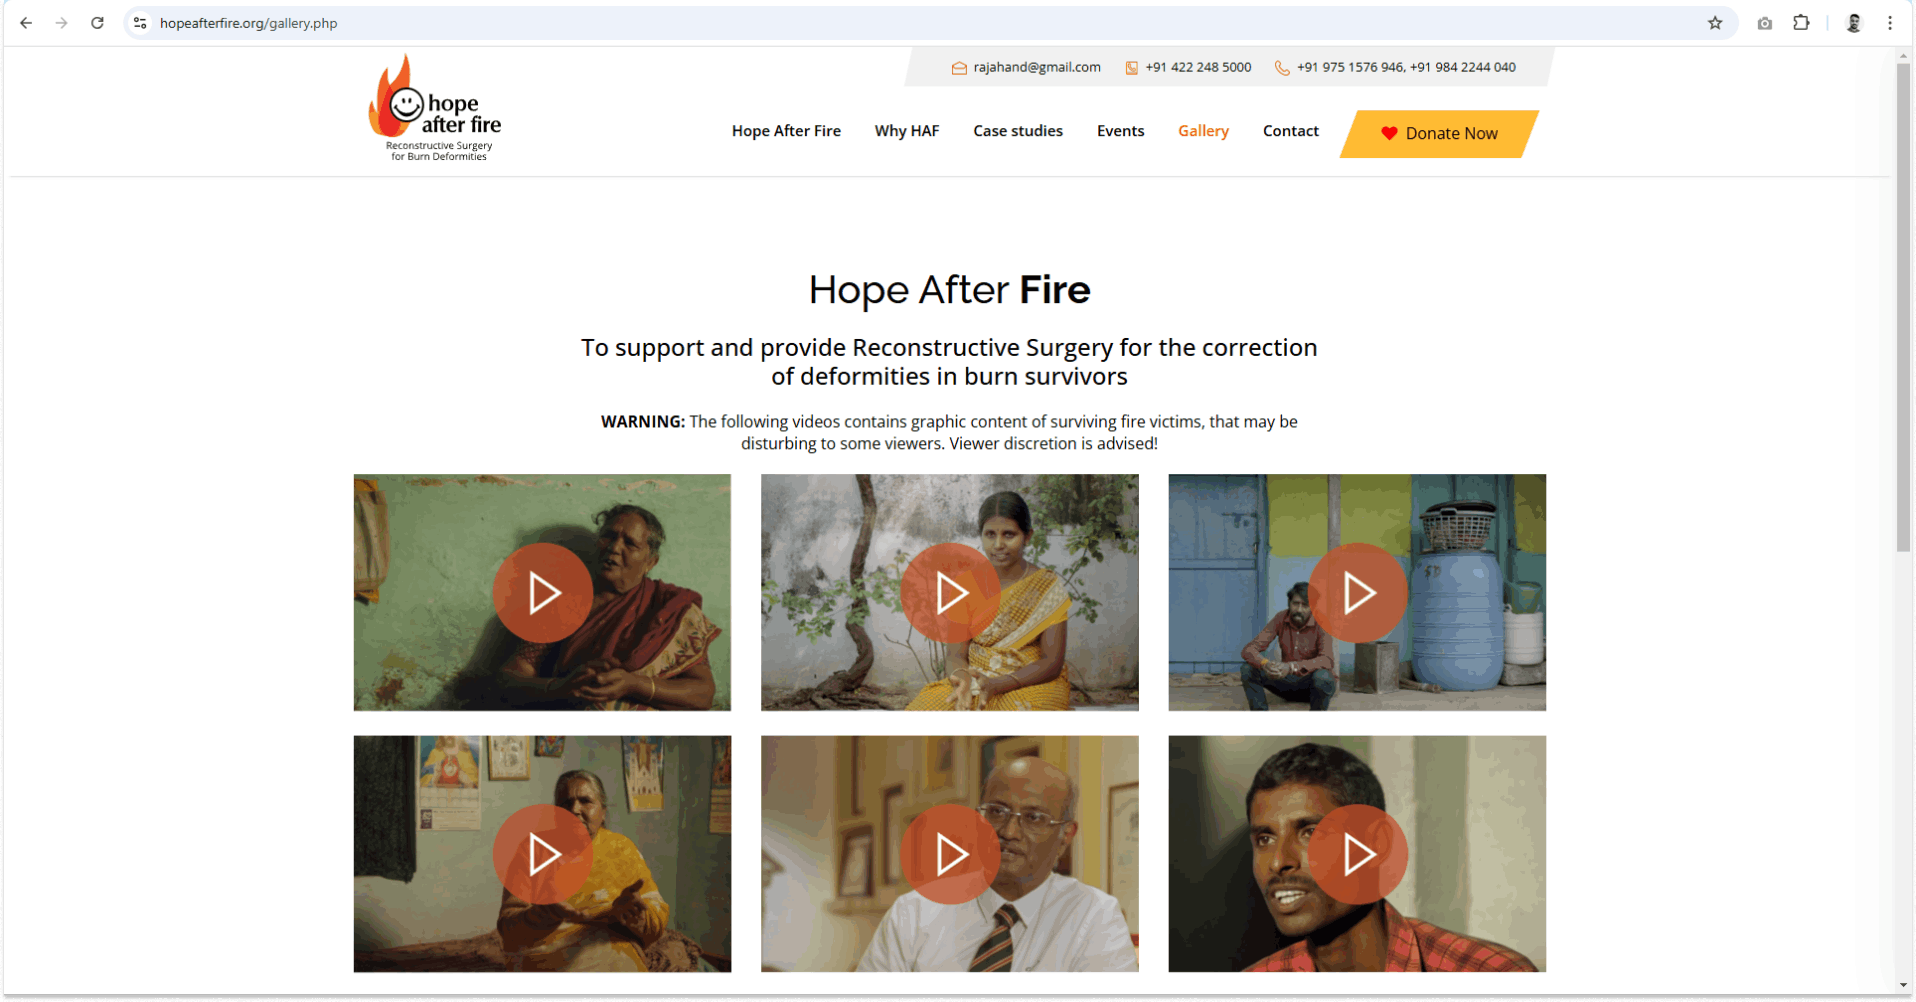 hopeafterfire.org/gallery.php
rajahand@gmail.com +91 422 248 5000 +91 975 1576 946, +91 984 2244 040
hope
after fire
Reconstructive Surgery
for Burn Deformities
Hope After Fire Why HAF Case studies Events Gallery Contact Donate Now
Hope After Fire
To support and provide Reconstructive Surgery for the correction
of deformities in burn survivors
WARNING: The following videos contains graphic content of surviving fire victims, that may be
disturbing to some viewers. Viewer discretion is advised!